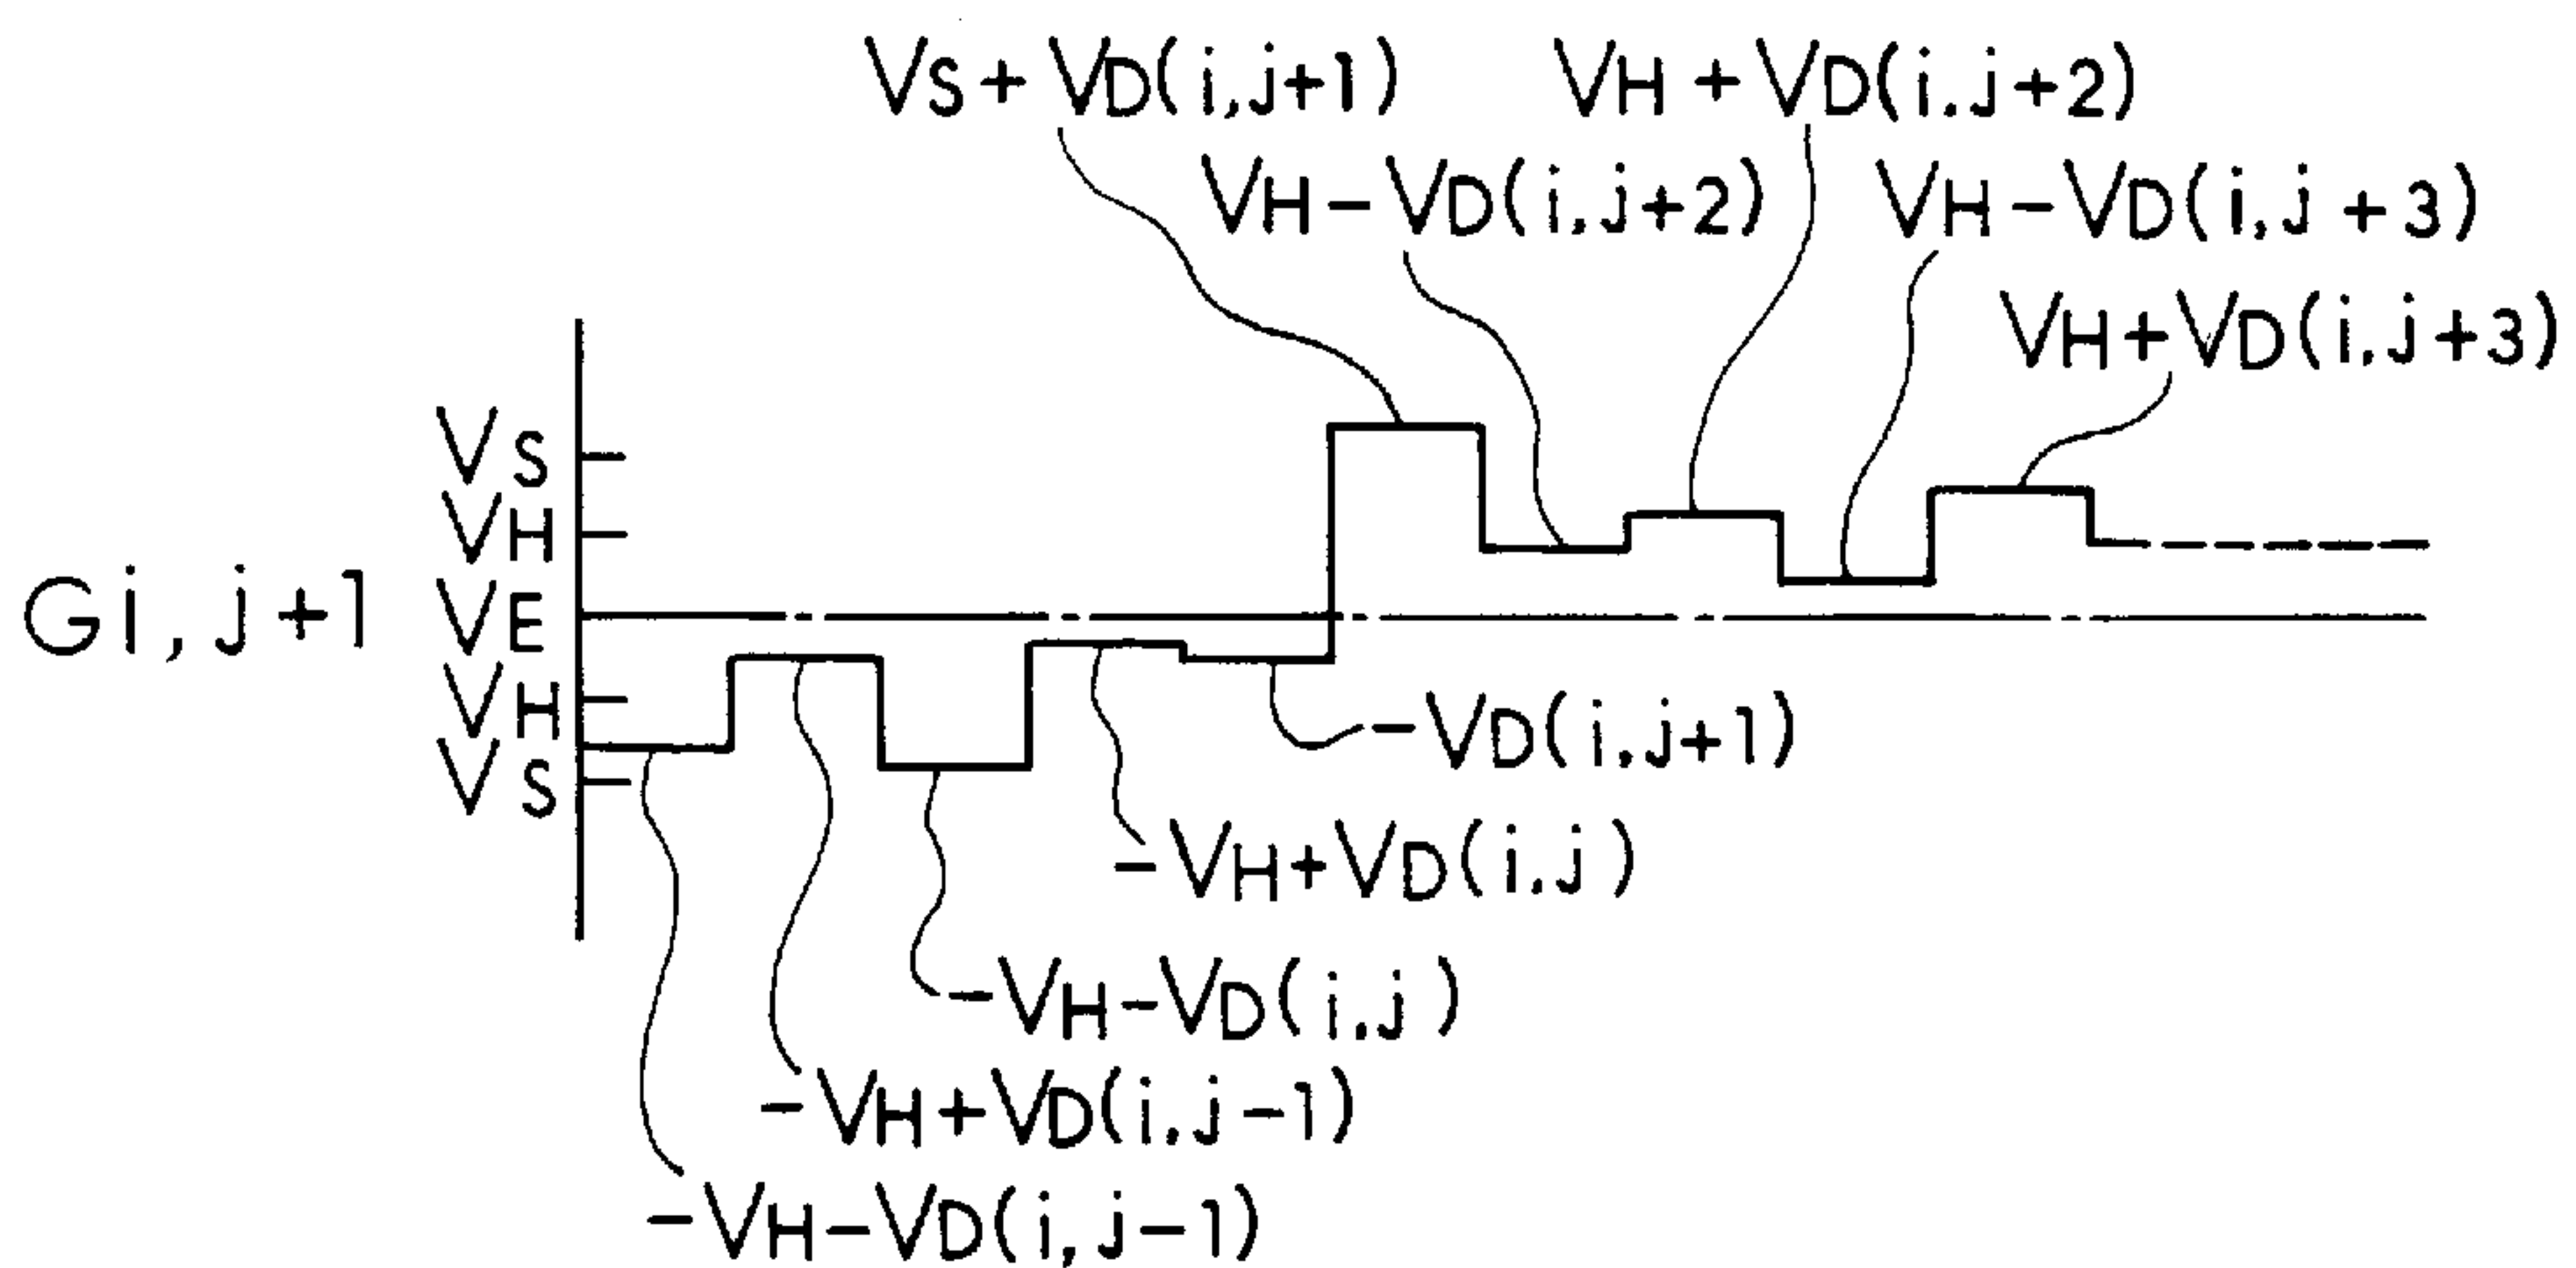 VS + VD(i,j+1)
VH + VD(i.j+2)
VH - VD(i.j+2)
VH - VD(i,j+3)
VH + VD(i.j+3)
VS
VH
Gi,j+1
VE
VH
VS
-VD(i,j+1)
-VH+VD(i.j)
-VH-VD(i.j)
-VH+VD(i.j-1)
-VH-VD(i,j-1)